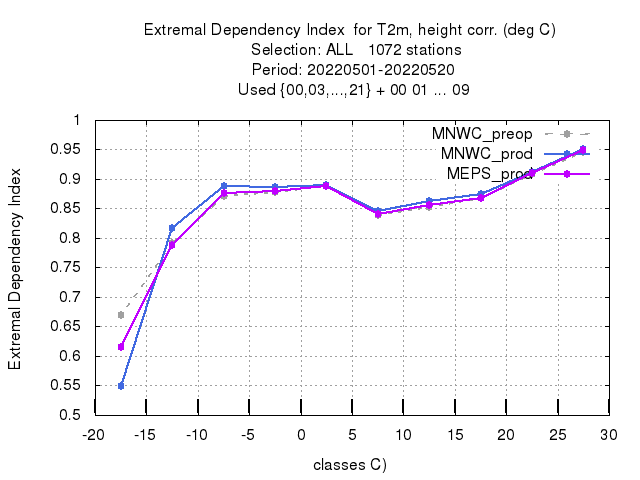 Extremal Dependency Index  for T2m, height corr. (deg C)
Selection: ALL   1072 stations
Period: 20220501-20220520
Used {00,03,...,21} + 00 01 ... 09
MNWC_preop
MNWC_prod
MEPS_prod
Extremal Dependency Index
1
0.95
0.9
0.85
0.8
0.75
0.7
0.65
0.6
0.55
0.5
-20 -15 -10 -5 0 5 10 15 20 25 30
classes C)